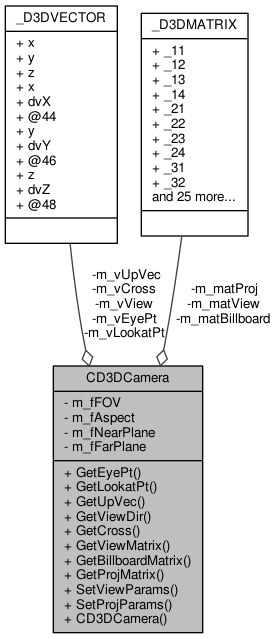 _D3DVECTOR
+ x
+ y
+ z
+ x
+ dvX
+ @44
+ y
+ dvY
+ @46
+ z
+ dvZ
+ @48
_D3DMATRIX
+ _11
+ _12
+ _13
+ _14
+ _21
+ _22
+ _23
+ _24
+ _31
+ _32
and 25 more...
-m_vUpVec
-m_vCross
-m_vView
-m_vEyePt
-m_vLookatPt
-m_matProj
-m_matView
-m_matBillboard
CD3DCamera
- m_fFOV
- m_fAspect
- m_fNearPlane
- m_fFarPlane
+ GetEyePt()
+ GetLookatPt()
+ GetUpVec()
+ GetViewDir()
+ GetCross()
+ GetViewMatrix()
+ GetBillboardMatrix()
+ GetProjMatrix()
+ SetViewParams()
+ SetProjParams()
+ CD3DCamera()